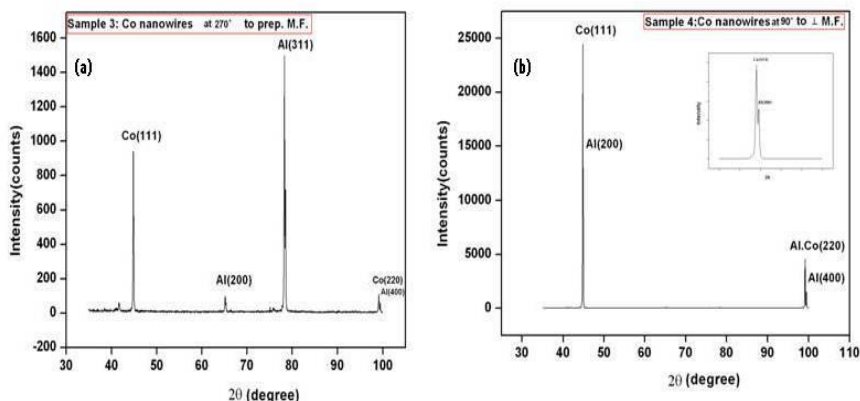 Sample 3: Co nanowires at 270° to prep. M.F.
(a)
Al(311)
Co(111)
Al(200)
Co(220)
Al(400)
Intensity(counts)
1600
1400
1200
1000
800
600
400
200
0
-200
30 40 50 60 70 80 90 100
2θ (degree)
Sample 4:Co nanowires at 90° to ⊥ M.F.
(b)
Co(111)
Al(200)
Al.Co(220)
Al(400)
Intensity
2θ
Intensity(counts)
25000
20000
15000
10000
5000
0
30 40 50 60 70 80 90 100 110
2θ (degree)